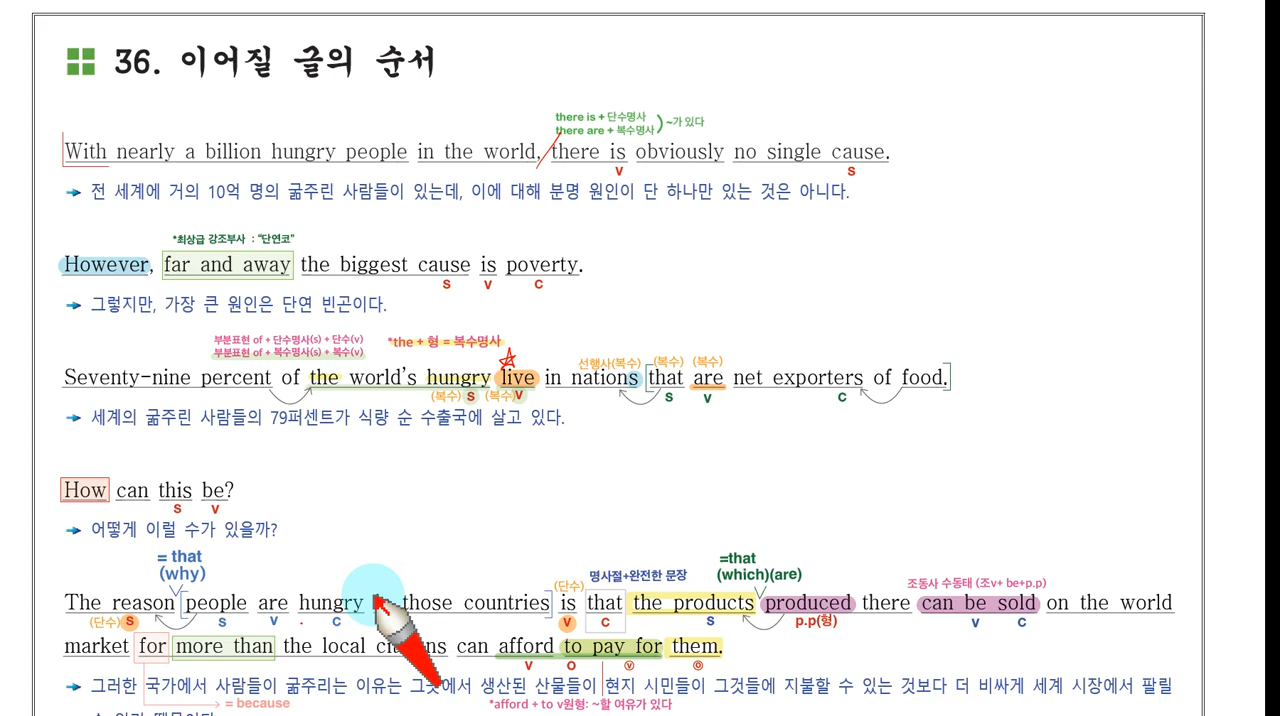 36. 이어질 글의 순서
there is + 단수명사
there are + 복수명사 ) ~가 있다
With nearly a billion hungry people in the world, there is obviously no single cause.
V S
➔ 전 세계에 거의 10억 명의 굶주린 사람들이 있는데, 이에 대해 분명 원인이 단 하나만 있는 것은 아니다.
*최상급 강조부사 : “단연코”
However, far and away the biggest cause is poverty.
S V C
➔ 그렇지만, 가장 큰 원인은 단연 빈곤이다.
부분표현 of + 단수명사(s) + 단수(v) *the + 형 = 복수명사
부분표현 of + 복수명사(s) + 복수(v)
선행사(복수) (복수) (복수)
Seventy-nine percent of the world's hungry live in nations that are net exporters of food.
(복수) S (복수) V S V C
➔ 세계의 굶주린 사람들의 79퍼센트가 식량 순 수출국에 살고 있다.
How can this be?
S V
➔ 어떻게 이럴 수가 있을까?
= that =that
(why) 명사절+완전한 문장 (which)(are)
(단수) 조동사 수동태 (조v+ be+p.p)
The reason people are hungry those countries is that the products produced there can be sold on the world
(단수) S S V C V C S p.p(형) V C
market for more than the local can afford to pay for them.
V O ⓥ ⓞ
➔ 그러한 국가에서 사람들이 굶주리는 이유는 그곳에서 생산된 산물들이 현지 시민들이 그것들에 지불할 수 있는 것보다 더 비싸게 세계 시장에서 팔릴
= because *afford + to v원형: ~할 여유가 있다